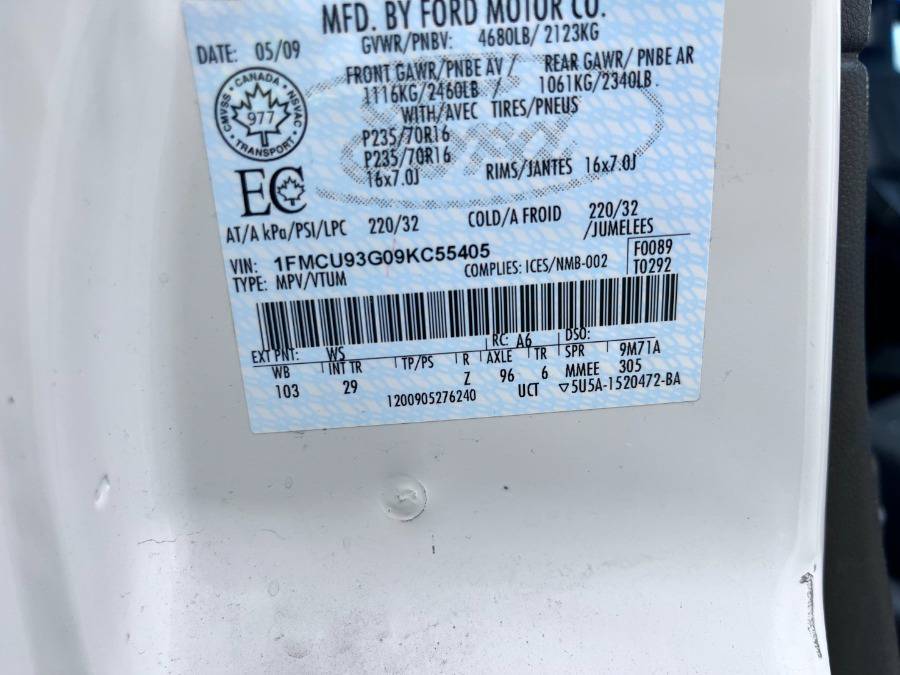 MFD. BY FORD MOTOR CO.
DATE: 05/09
GVWR/PNBV: 4680LB/ 2123KG
FRONT GAWR/PNBE AV / REAR GAWR/ PNBE AR
1116KG/2460LB / 1061KG/2340LB
WITH/AVEC TIRES/PNEUS
P235/70R16
P235/70R16
16x7.0J RIMS/JANTES 16x7.0J
CANADA
CMVSS NSVAC
977
TRANSPORT
EC
AT/A kPa/PSI/LPC 220/32 COLD/A FROID 220/32
/JUMELEES
VIN: 1FMCU93G09KC55405
TYPE: MPV/VTUM COMPLIES: ICES/NMB-002
F0089
T0292
EXT PNT: WS RC: A6 DSO:
WB INT TR TP/PS R AXLE TR SPR 9M71A
103 29 Z 96 6 MMEE 305
1200905276240 UCT ▽5U5A-1520472-BA